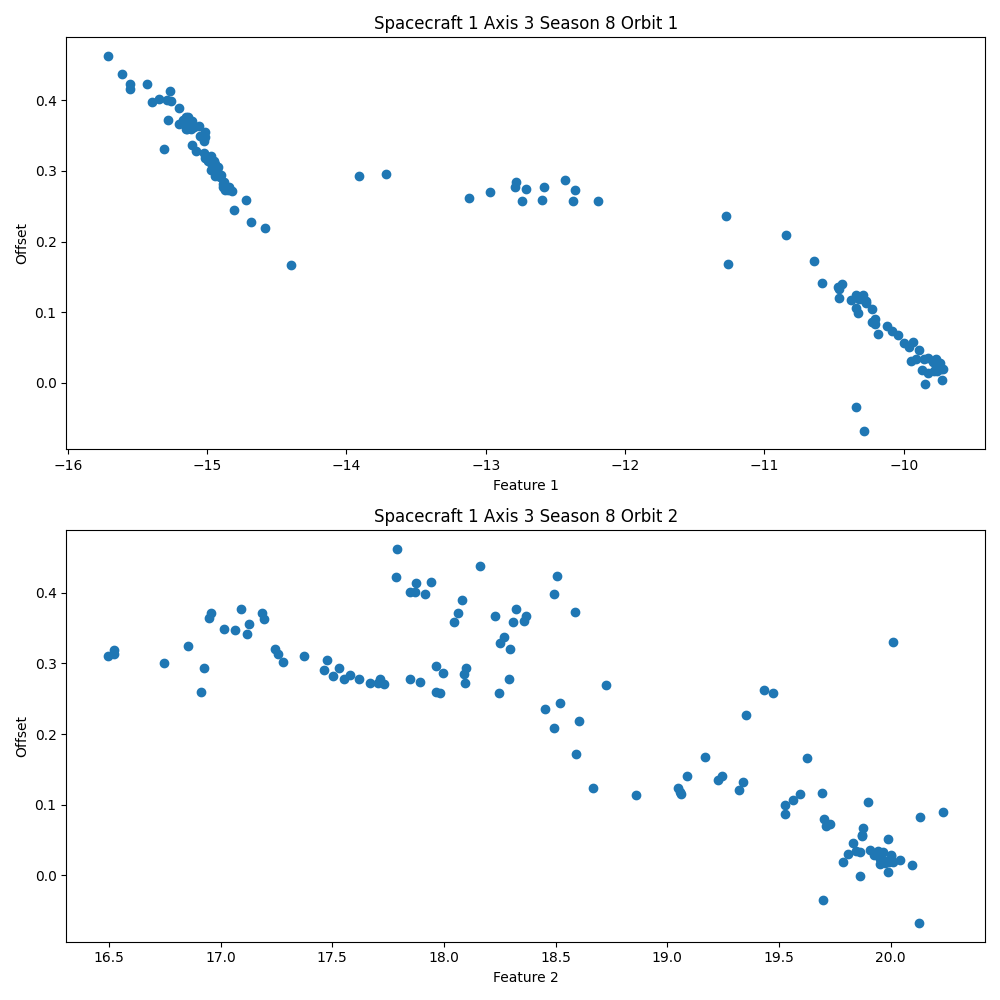 Spacecraft 1 Axis 3 Season 8 Orbit 1
0.4
0.3
0.2
0.1
0.0
Offset
−16 −15 −14 −13 −12 −11 −10
Feature 1
Spacecraft 1 Axis 3 Season 8 Orbit 2
0.4
0.3
0.2
0.1
0.0
Offset
16.5 17.0 17.5 18.0 18.5 19.0 19.5 20.0
Feature 2